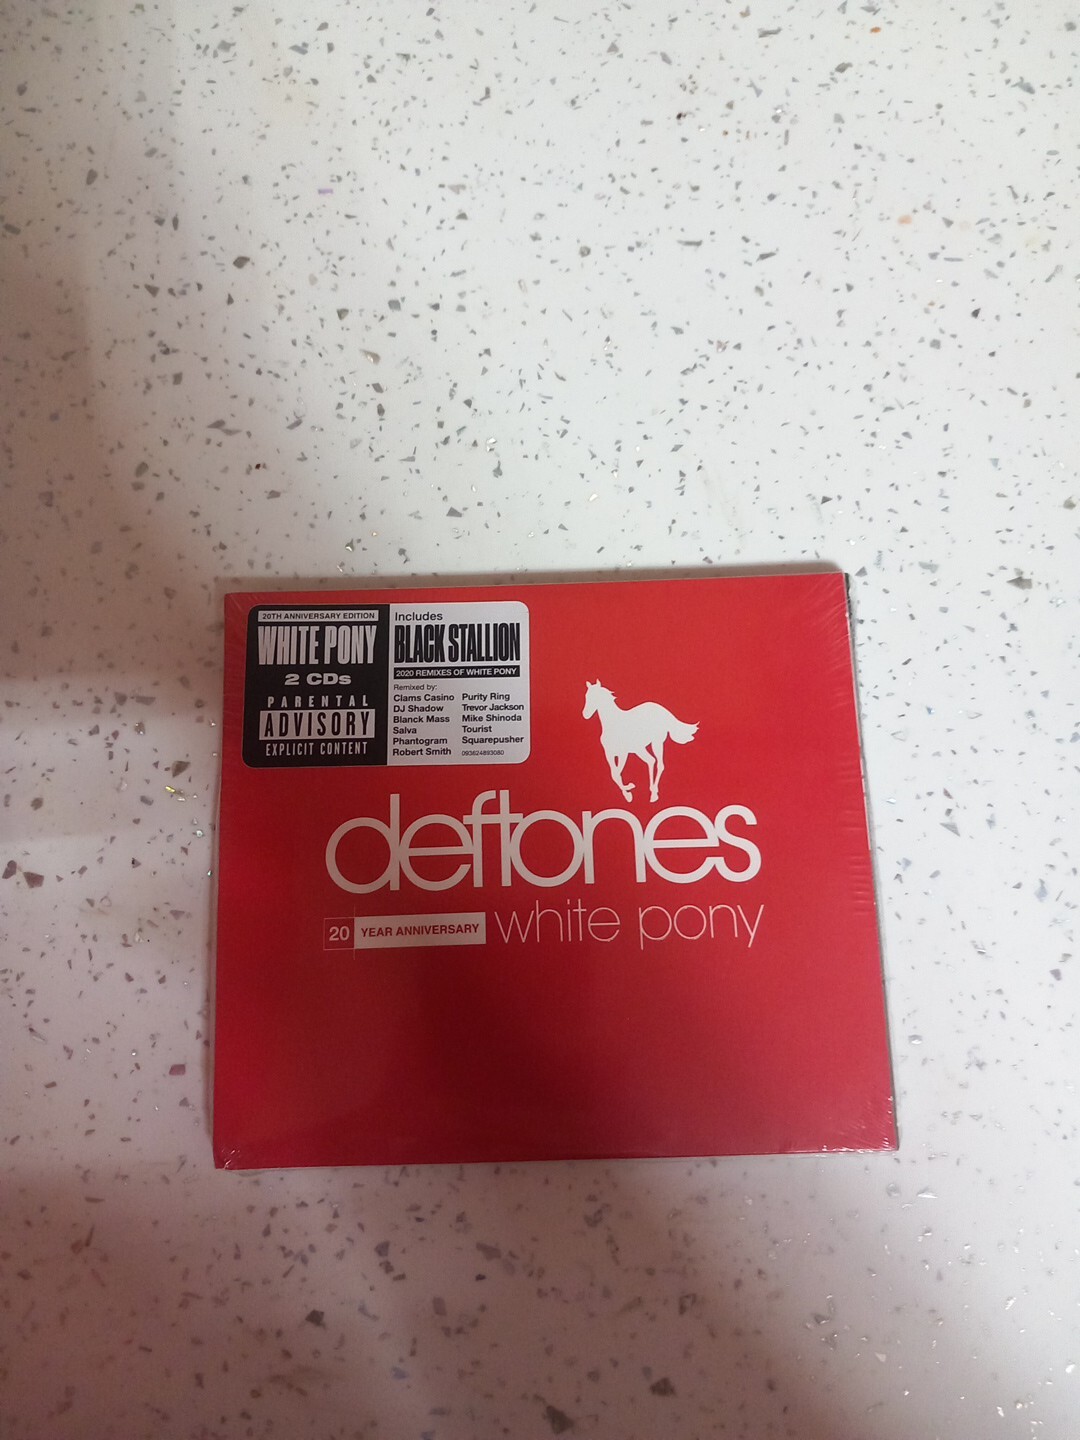 20TH ANNIVERSARY EDITION
WHITE PONY
2 CDs
PARENTAL
ADVISORY
EXPLICIT CONTENT
Includes
BLACK STALLION
2020 REMIXES OF WHITE PONY
Remixed by:
Clams Casino
DJ Shadow
Blanck Mass
Salva
Phantogram
Robert Smith
Purity Ring
Trevor Jackson
Mike Shinoda
Tourist
Squarepusher
093624893080
deftones
20 YEAR ANNIVERSARY white pony